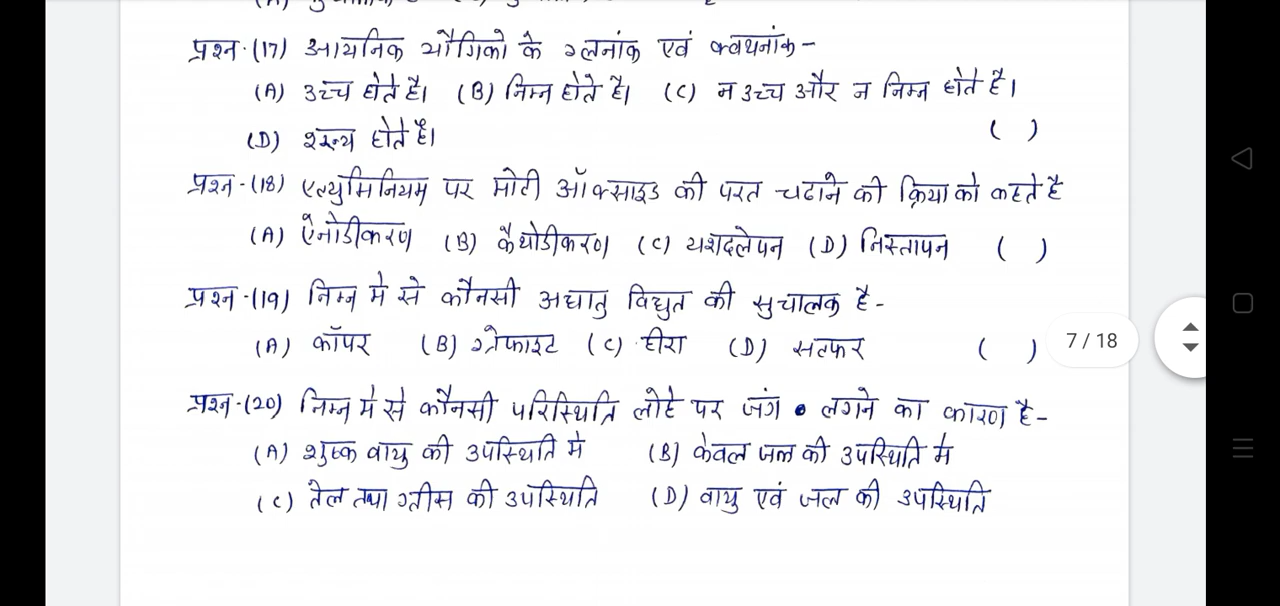 प्रश्न-(17) आयनिक यौगिको के गलनांक एवं क्वथनांक-
(A) उच्च होते है। (B) निम्न होते है। (C) न उच्च और न निम्न होते है।
(D) शून्य होते है। ( )
प्रश्न-(18) एल्युमिनियम पर मोटी ऑक्साइड की परत चढाने की क्रिया को कहते है
(A) ऐनोडीकरण (B) कैथोडीकरण (C) यशदलेपन (D) निस्तापन ( )
प्रश्न-(19) निम्न मे से कौनसी अधातु विद्युत की सुचालक है-
(A) कॉपर (B) ग्रेफाइट (C) हीरा (D) सल्फर ( )
7 / 18
प्रश्न-(20) निम्न मे से कौनसी परिस्थिति लोहे पर जंग लगने का कारण है-
(A) शुष्क वायु की उपस्थिति मे (B) केवल जल की उपस्थिति मे
(C) तेल तथा ग्रीस की उपस्थिति (D) वायु एवं जल की उपस्थिति